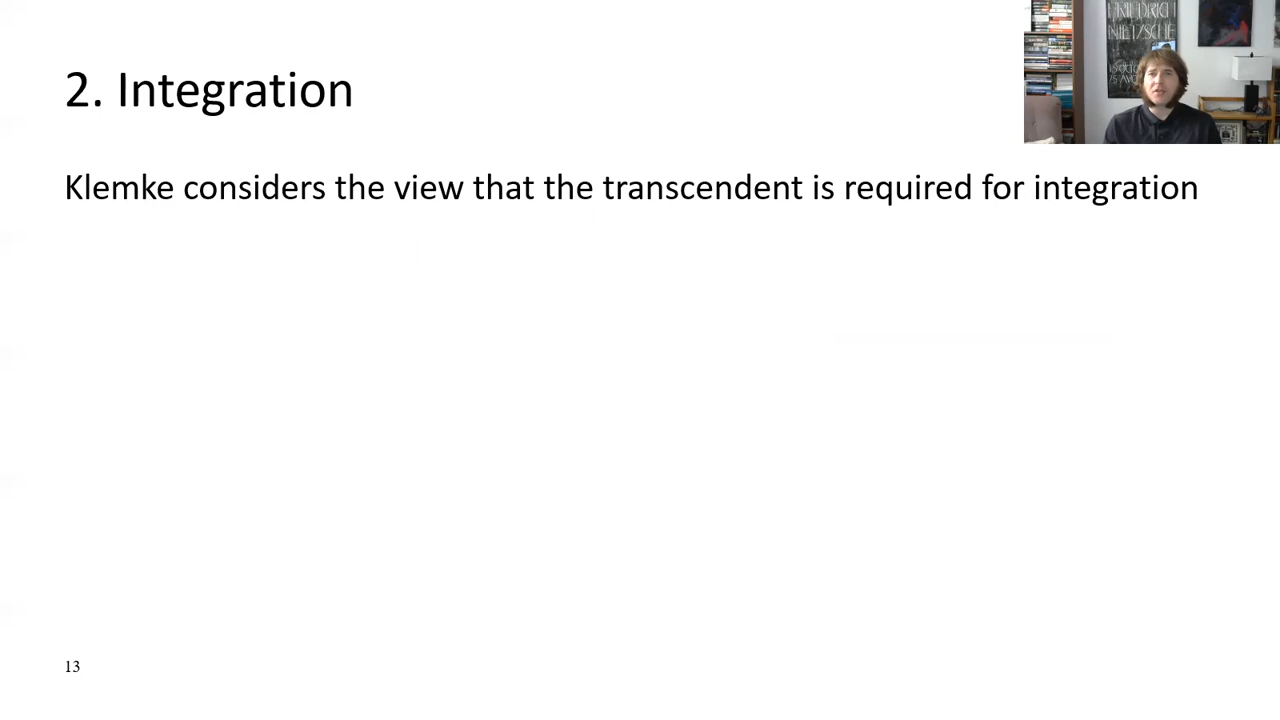 2. Integration
Klemke considers the view that the transcendent is required for integration
FRIEDRICH
NIETZSCHE
13